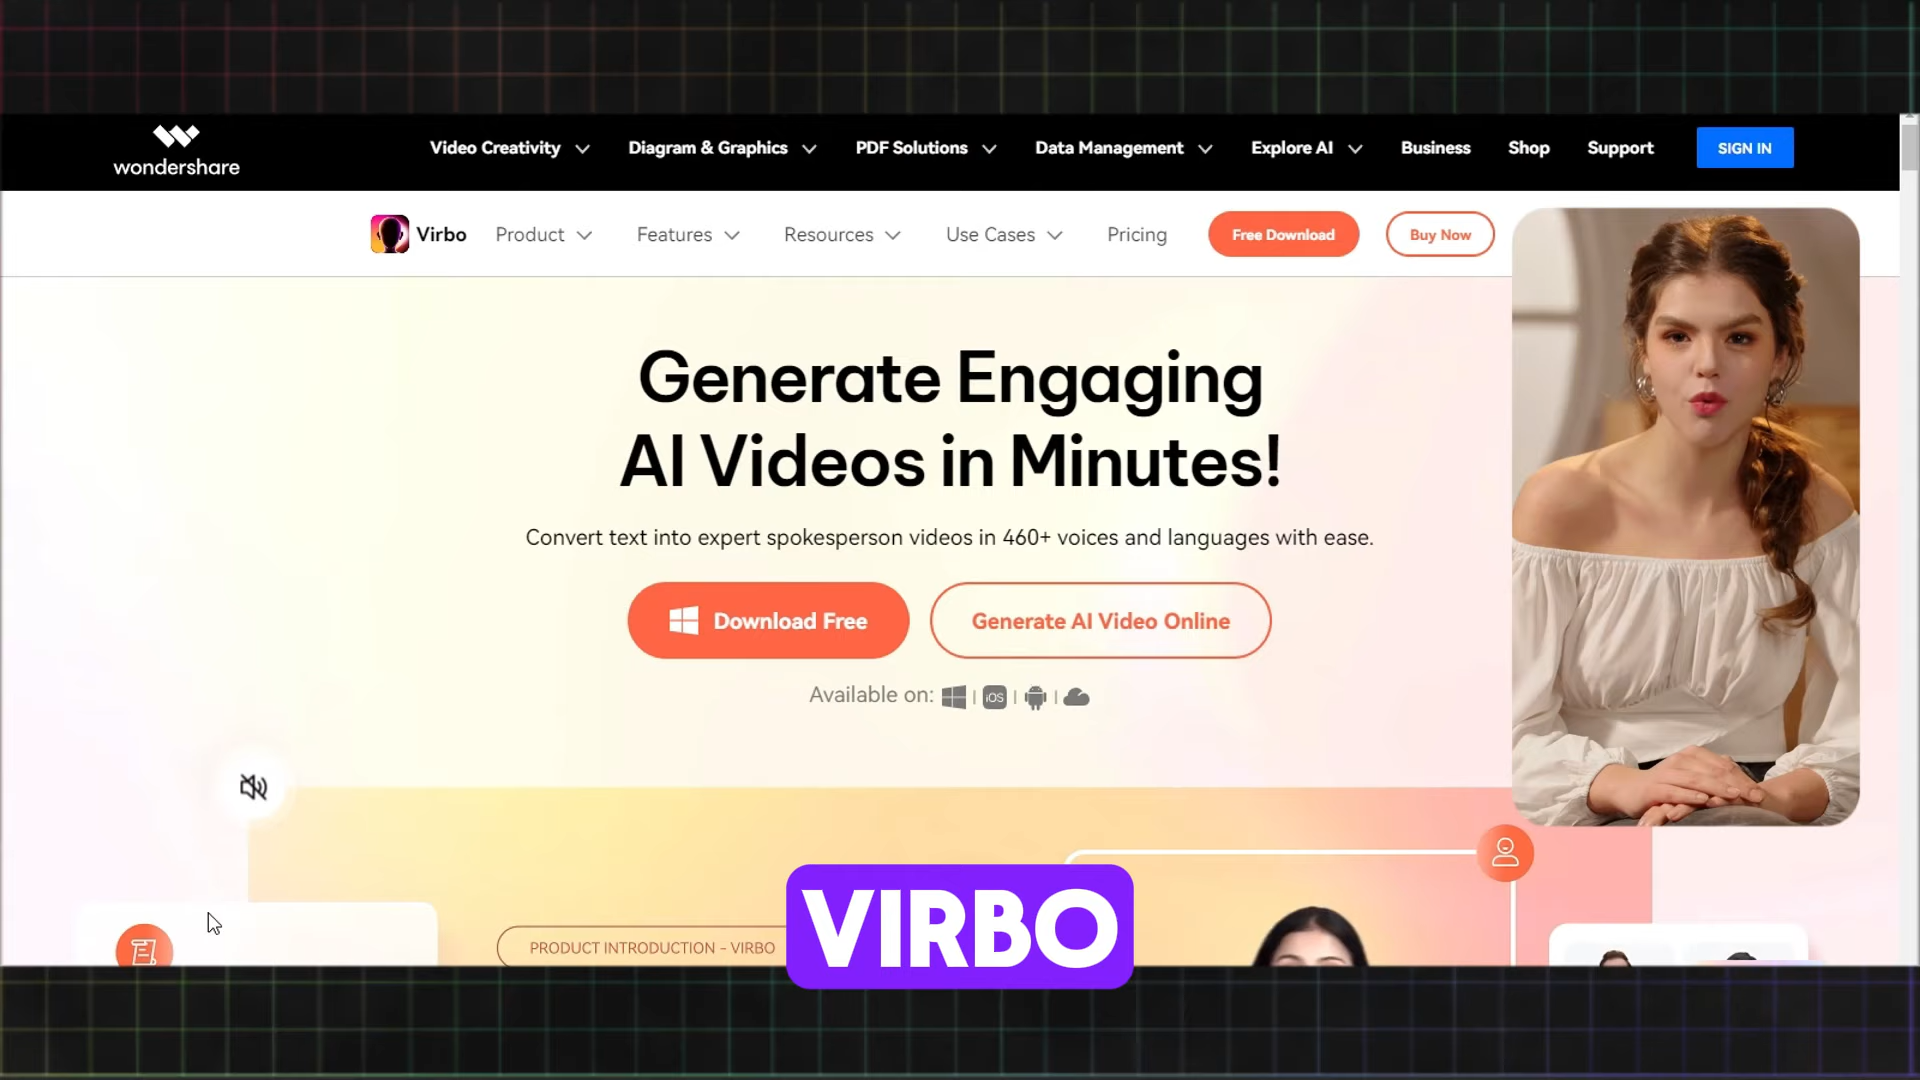 wondershare
Video Creativity
Diagram & Graphics
PDF Solutions
Data Management
Explore AI
Business
Shop
Support
SIGN IN
Virbo
Product
Features
Resources
Use Cases
Pricing
Free Download
Buy Now
Generate Engaging
AI Videos in Minutes!
Convert text into expert spokesperson videos in 460+ voices and languages with ease.
Download Free
Generate AI Video Online
Available on:
iOS
PRODUCT INTRODUCTION - VIRBO
VIRBO